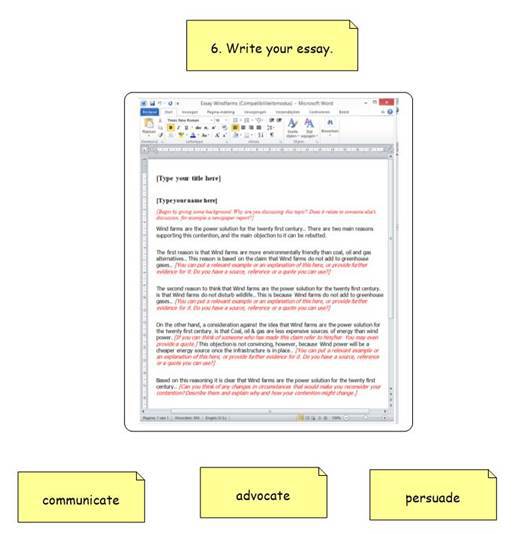 6. Write your essay.
Essay Windfarms (Compatibiliteitsmodus) - Microsoft Word
Times New Roman
[Type your title here]
[Type your name here]
[Begin by giving some background! Why are you discussing this topic? Does it relate to someone else's
discussion, for example a newspaper report?]
Wind farms are the power solution for the twenty first century.. There are two main reasons
supporting this contention, and the main objection to it can be rebutted.
The first reason is that Wind farms are more environmentally friendly than coal, oil and gas
alternatives.. This reason is based on the claim that Wind farms do not add to greenhouse
gases.. [You can put a relevant example or an explanation of this here, or provide further
evidence for it. Do you have a source, reference or a quote you can use?]
The second reason to think that Wind farms are the power solution for the twenty first century.
is that Wind farms do not disturb wildlife.. This is because Wind farms do not add to greenhouse
gases.. [You can put a relevant example or an explanation of this here, or provide further
evidence for it. Do you have a source, reference or a quote you can use?]
On the other hand, a consideration against the idea that Wind farms are the power solution for
the twenty first century. is that Coal, oil & gas are less expensive sources of energy than wind
power. [If you can think of someone who has made this claim refer to him/her. You may even
provide a quote.] This objection is not convincing, however, because Wind power will be a
cheaper energy source once the infrastructure is in place.. [You can put a relevant example or
an explanation of this here, or provide further evidence for it. Do you have a source, reference
or a quote you can use?]
Based on this reasoning it is clear that Wind farms are the power solution for the twenty first
century.. [Can you think of any changes in circumstances that would make you reconsider your
contention? Describe them and explain why and how your contention might change.]
communicate
advocate
persuade